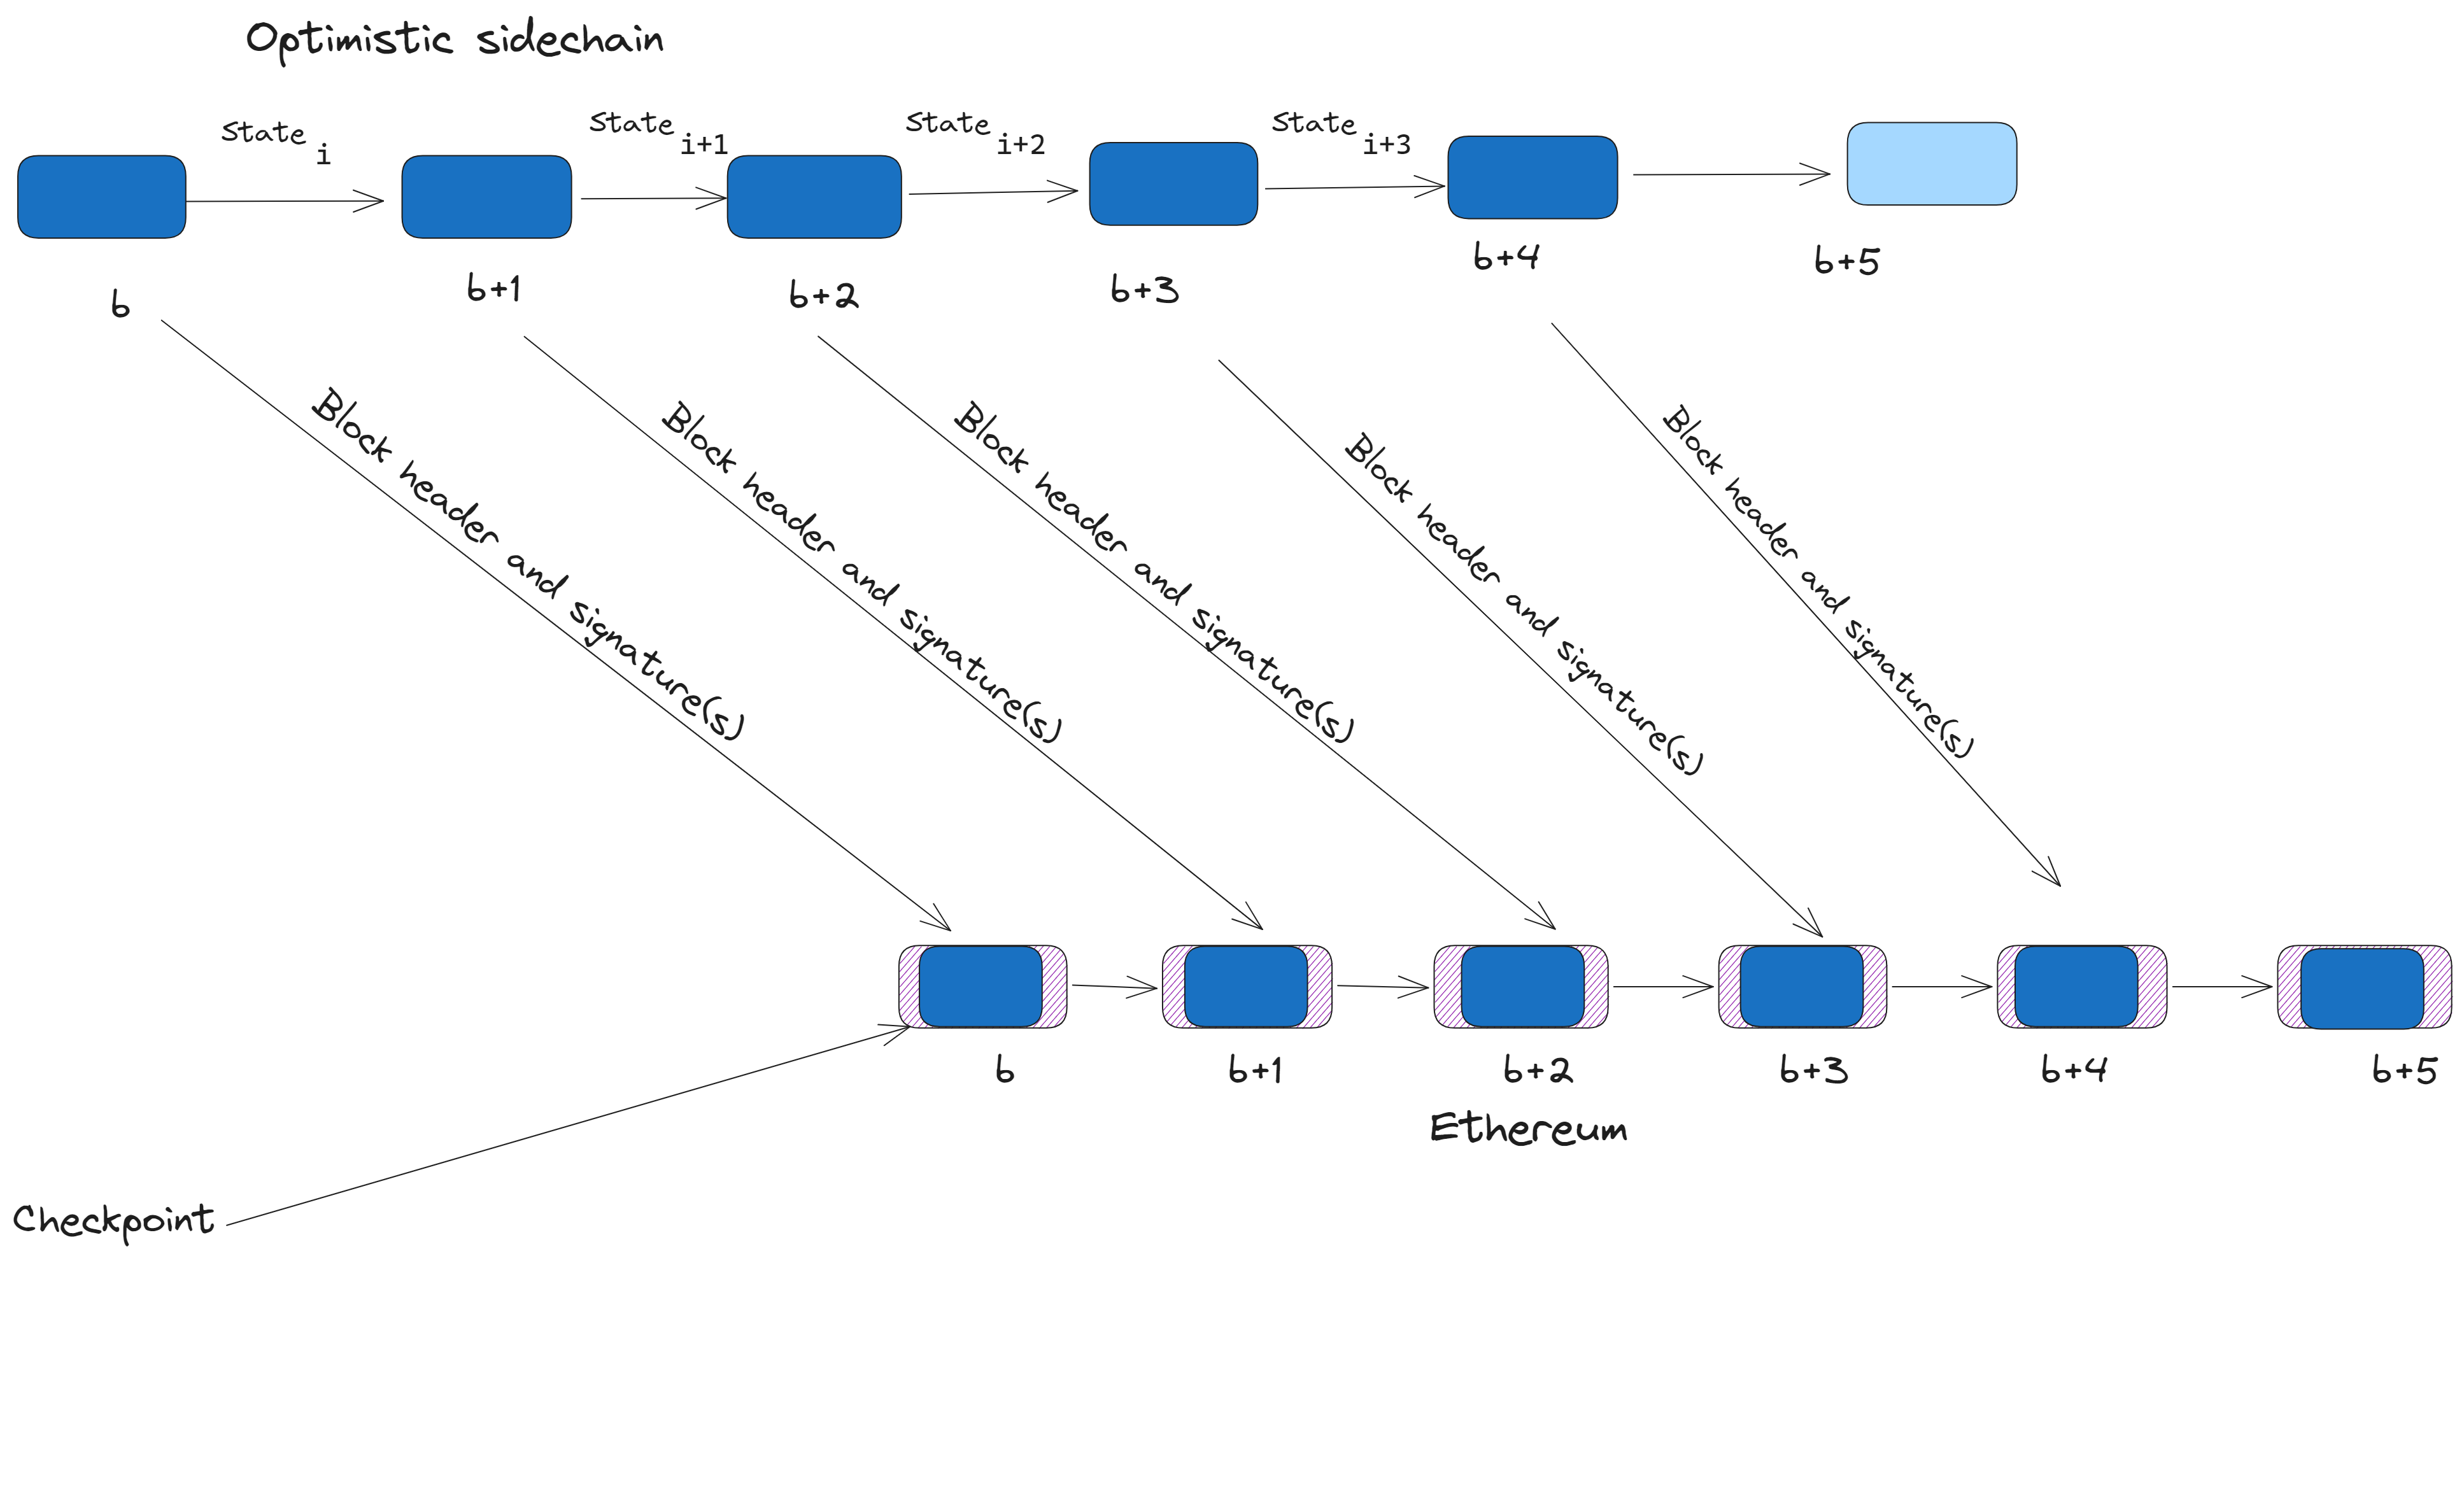 Optimistic sidechain
state i
state i+1
state i+2
state i+3
b
b+1
b+2
b+3
b+4
b+5
Block header and signature(s)
Block header and signature(s)
Block header and signature(s)
Block header and signature(s)
Block header and signature(s)
b
b+1
b+2
b+3
b+4
b+5
Ethereum
Checkpoint